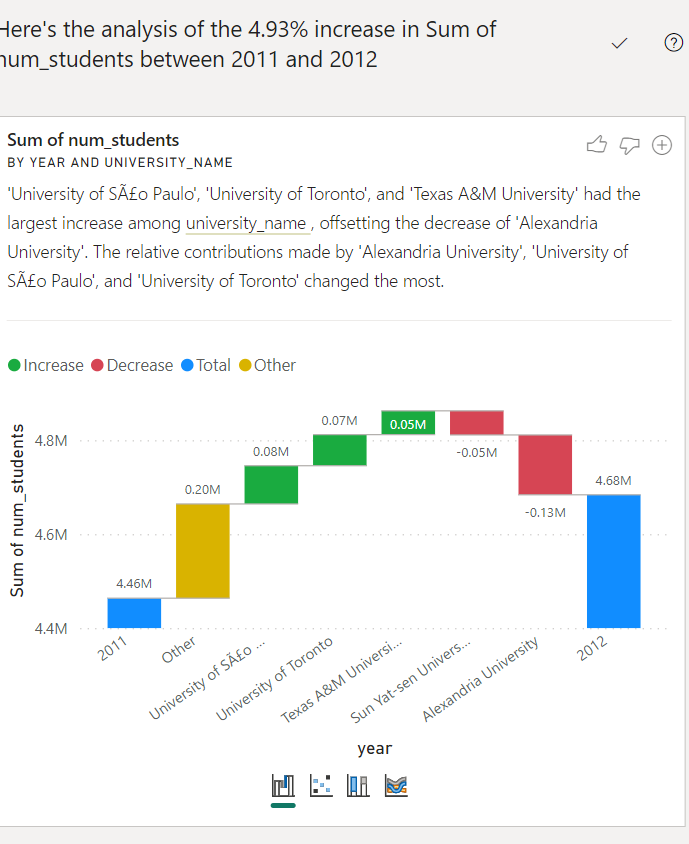 Here's the analysis of the 4.93% increase in Sum of
num_students between 2011 and 2012
Sum of num_students
BY YEAR AND UNIVERSITY_NAME
'University of SÃ£o Paulo', 'University of Toronto', and 'Texas A&M University' had the
largest increase among university_name , offsetting the decrease of 'Alexandria
University'. The relative contributions made by 'Alexandria University', 'University of
SÃ£o Paulo', and 'University of Toronto' changed the most.
Increase Decrease Total Other
Sum of num_students
4.8M
4.6M
4.4M
4.46M
0.20M
0.08M
0.07M
0.05M
-0.05M
-0.13M
4.68M
2011
Other
University of SÃ£o ...
University of Toronto
Texas A&M Universi...
Sun Yat-sen Univers...
Alexandria University
2012
year